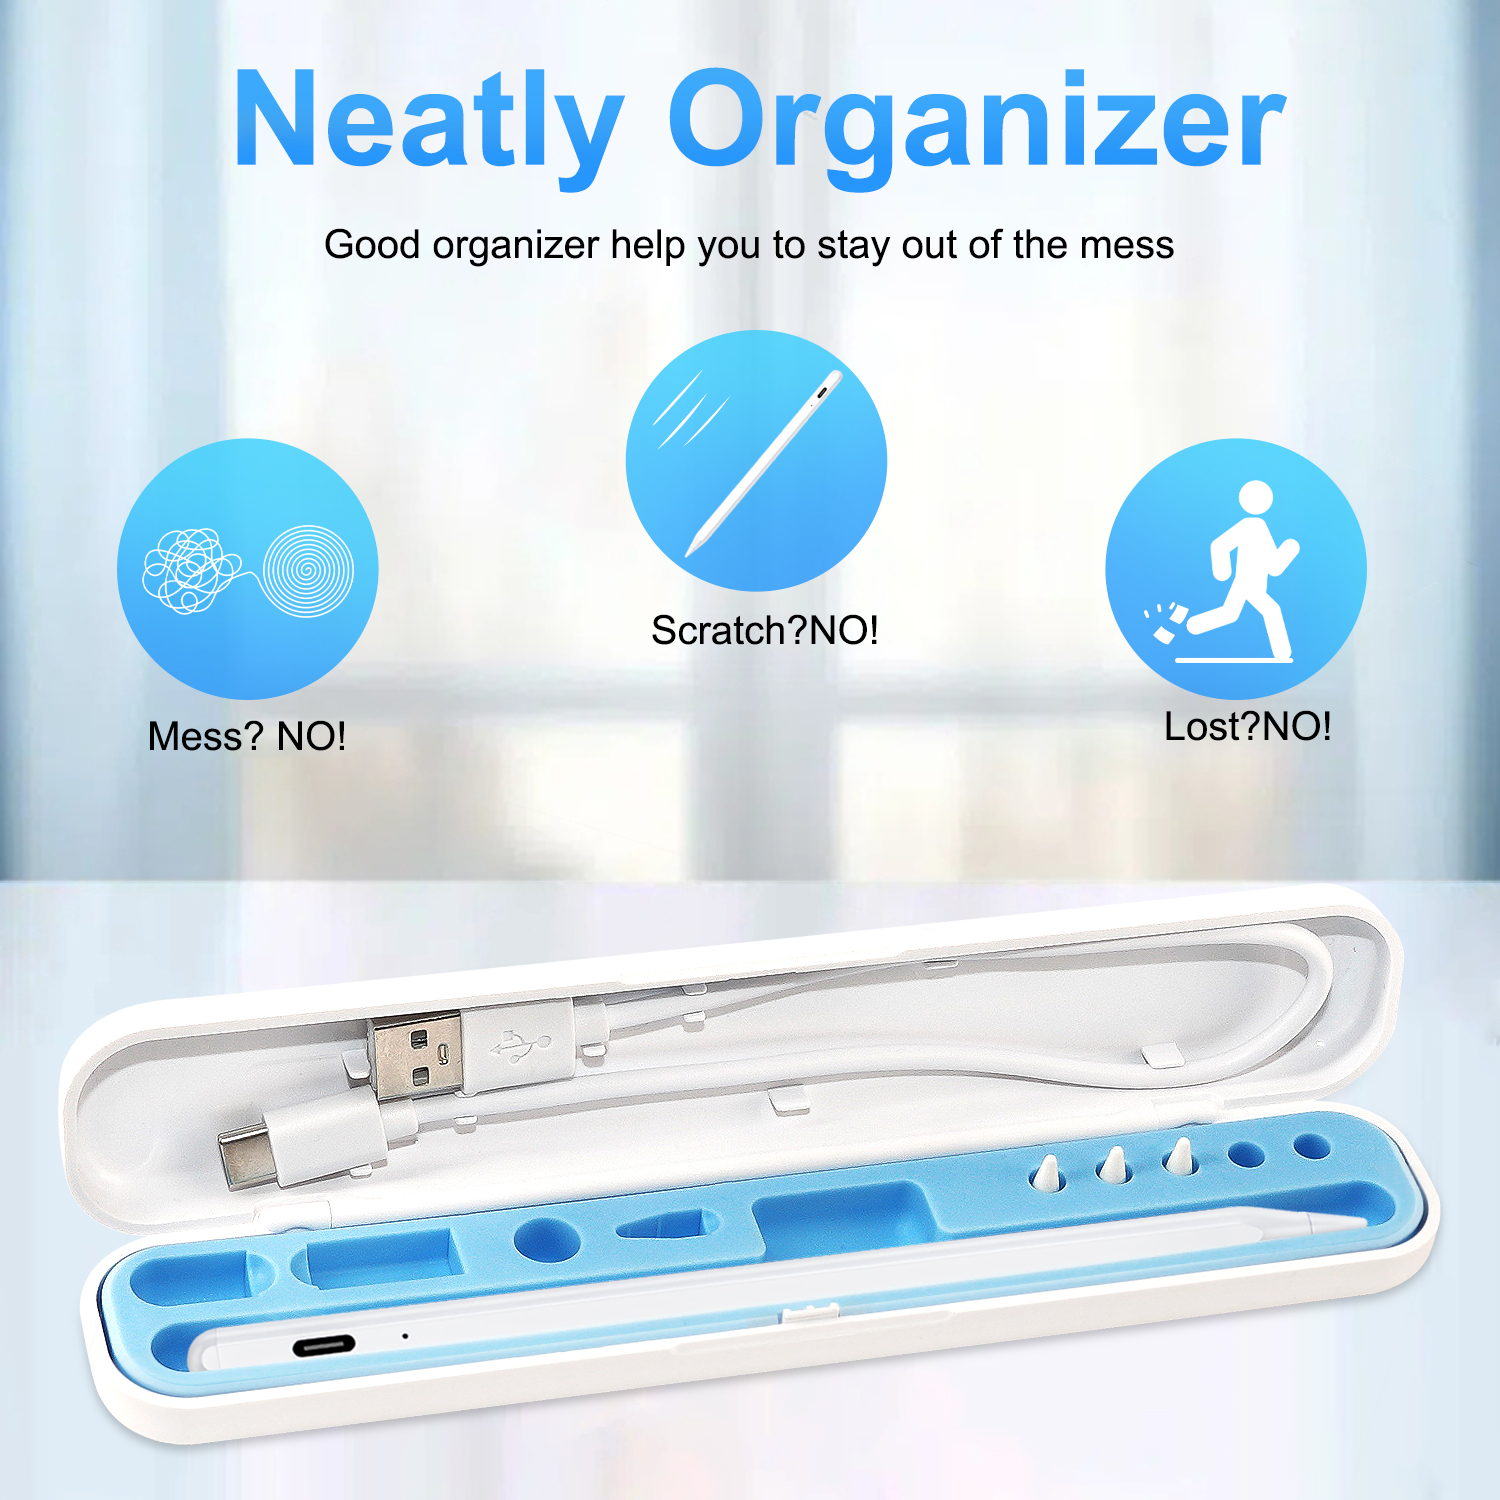 Neatly Organizer
Good organizer help you to stay out of the mess
Scratch?NO!
Mess? NO!
Lost?NO!